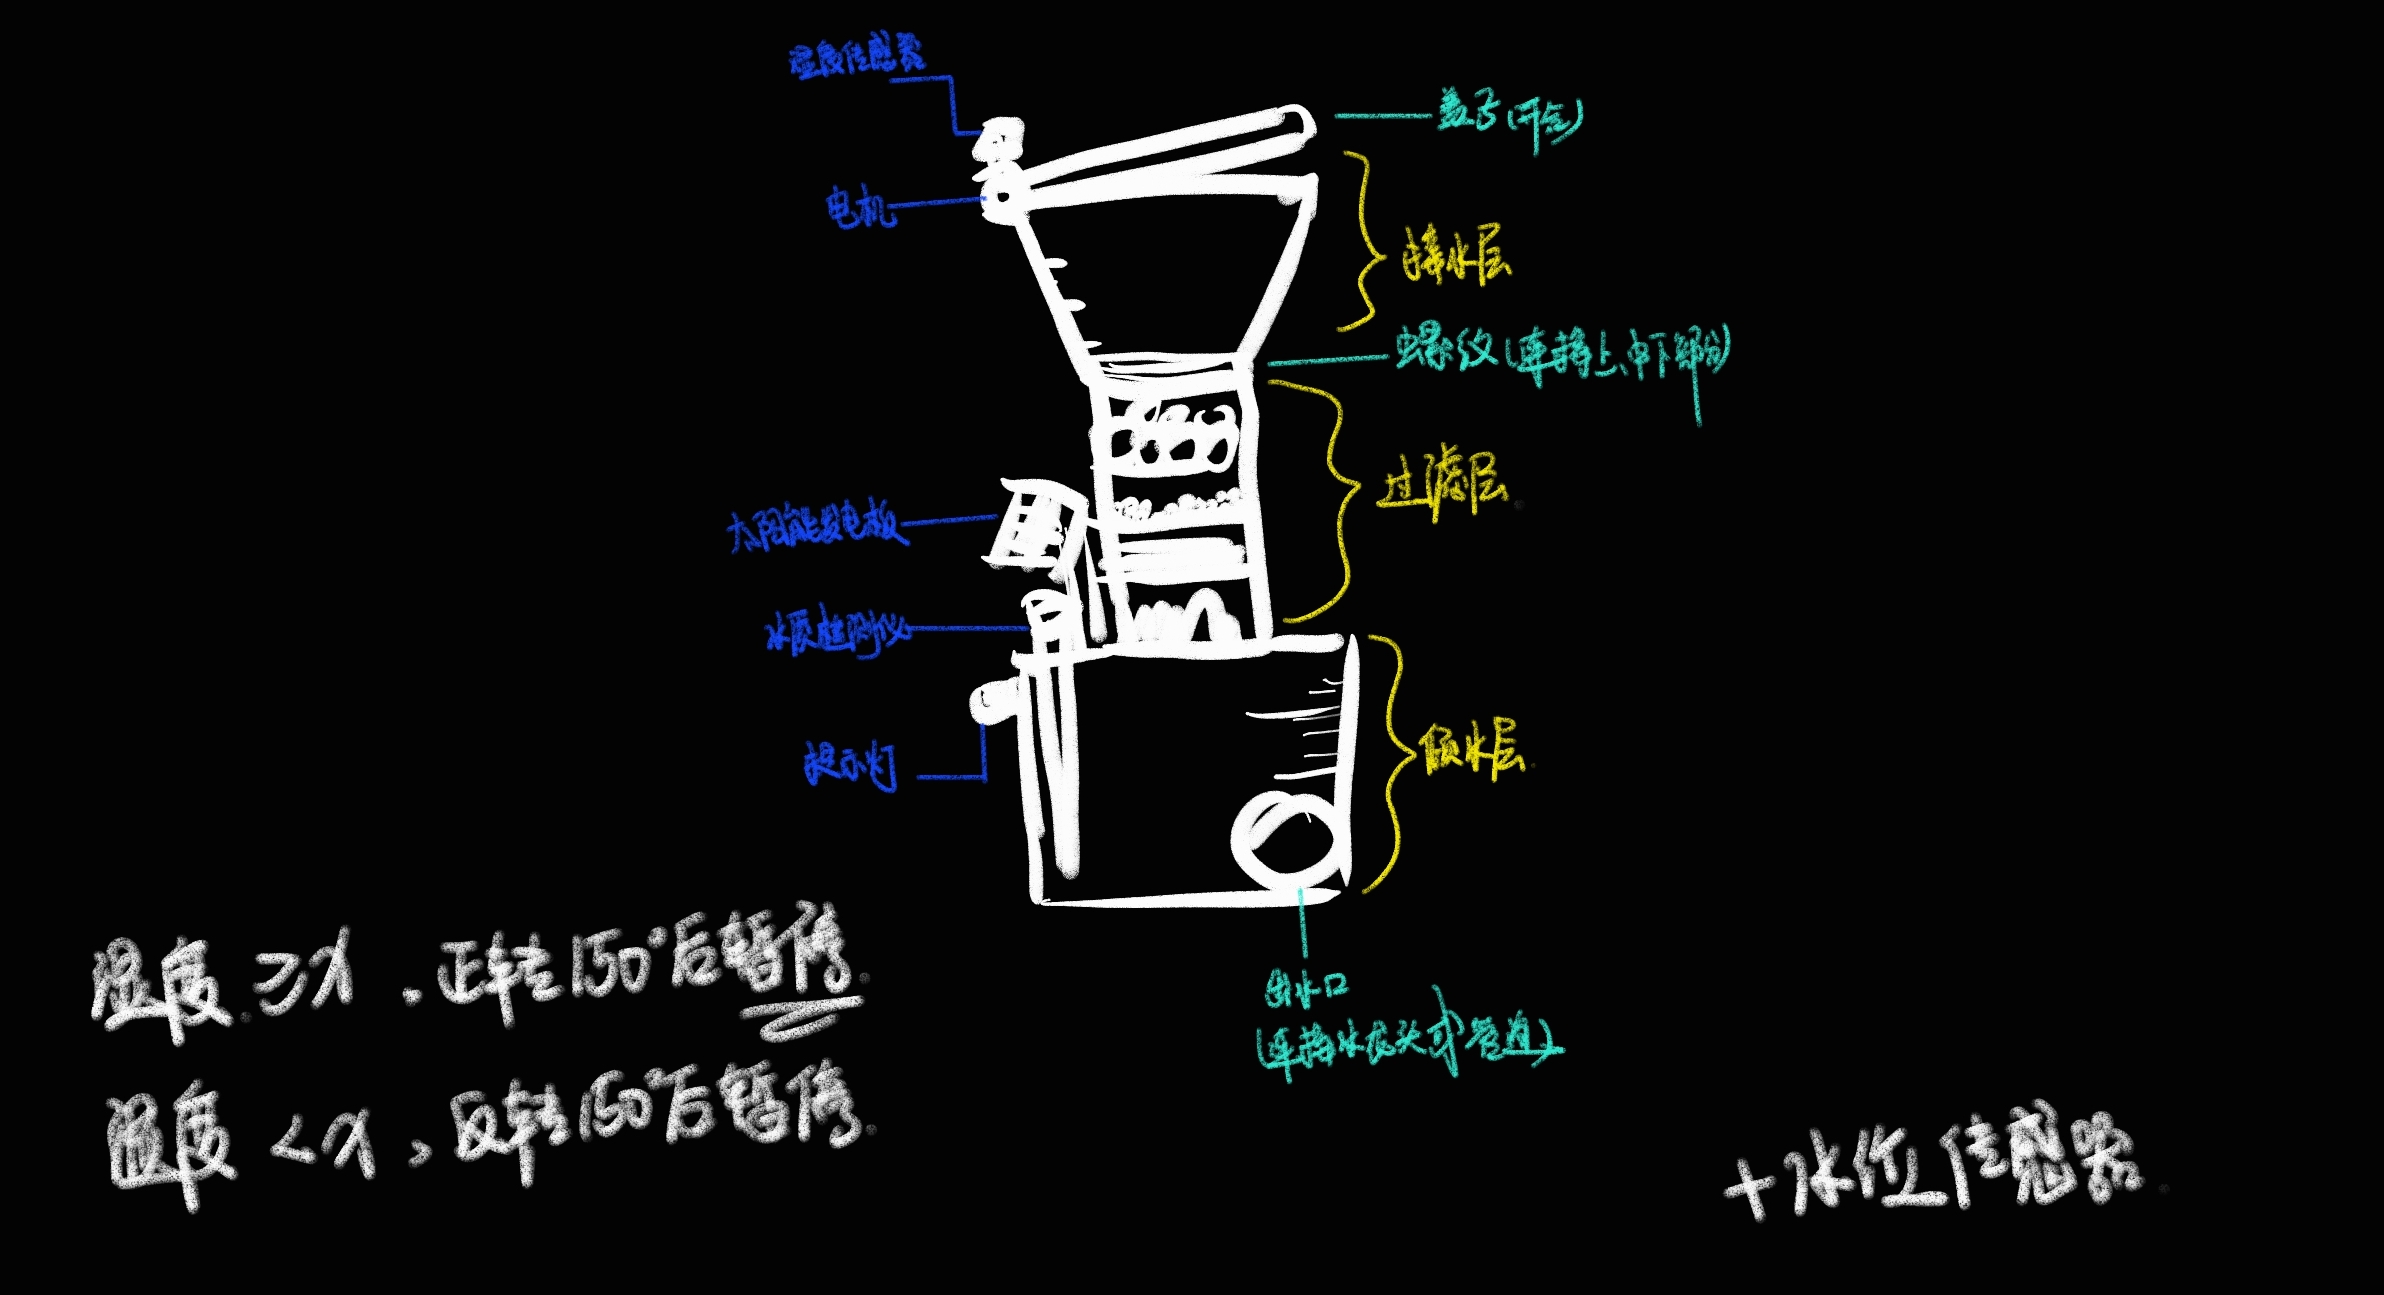 湿度传感器
盖子(开合)
电机
接水层
螺纹(连接上、中下部分)
过滤层
太阳能发电板
水质检测仪
储水层
提示灯
出水口
(连接水龙头或管道)
湿度≥x,正转150°后暂停.
湿度<x,反转150°后暂停.
+水位传感器.